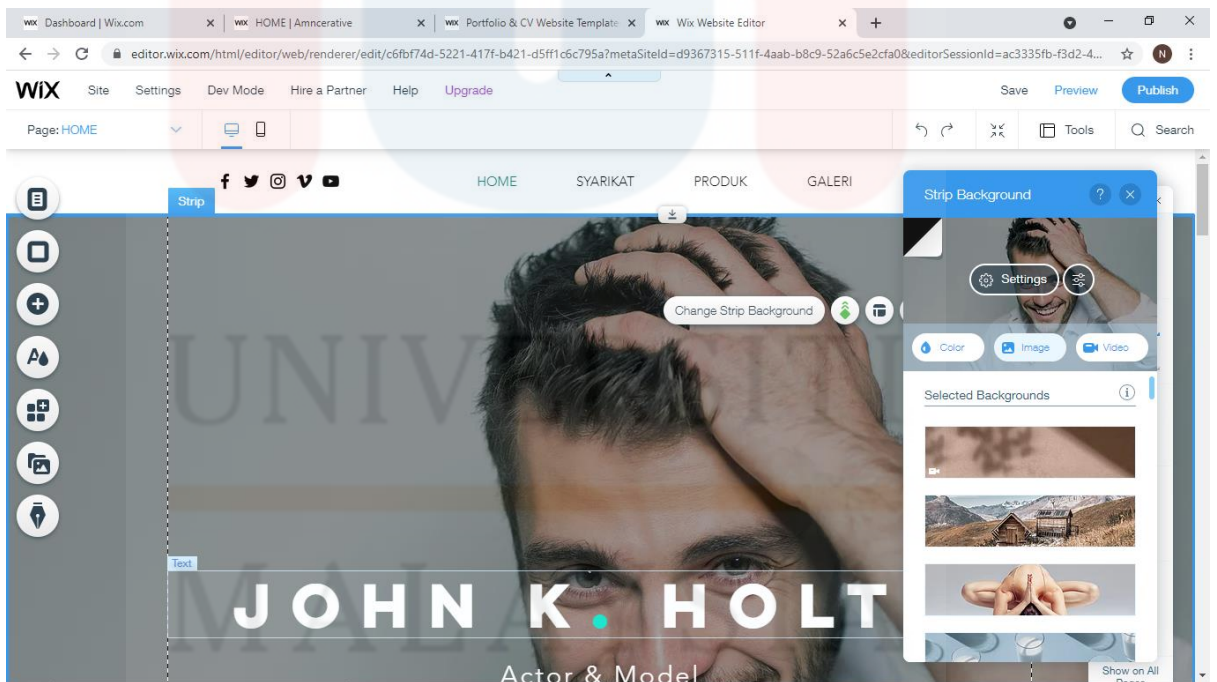 Dashboard | Wix.com
HOME | Amncerative
Portfolio & CV Website Template
Wix Website Editor
editor.wix.com/html/editor/web/renderer/edit/c6fbf74d-5221-417f-b421-d5ff1c6c795a?metaSiteId=d9367315-511f-4aab-b8c9-52a6c5e2cfa0&editorSessionId=ac3335fb-f3d2-4...
N
WiX Site Settings Dev Mode Hire a Partner Help Upgrade Save Preview Publish
Page: HOME Tools Search
HOME SYARIKAT PRODUK GALERI
Strip
Strip Background ?
Settings
Change Strip Background
Color Image Video
Selected Backgrounds
UNIVERSITI
MALAYSIA
Text
JOHN K. HOLT
Actor & Model
Show on All
Pages